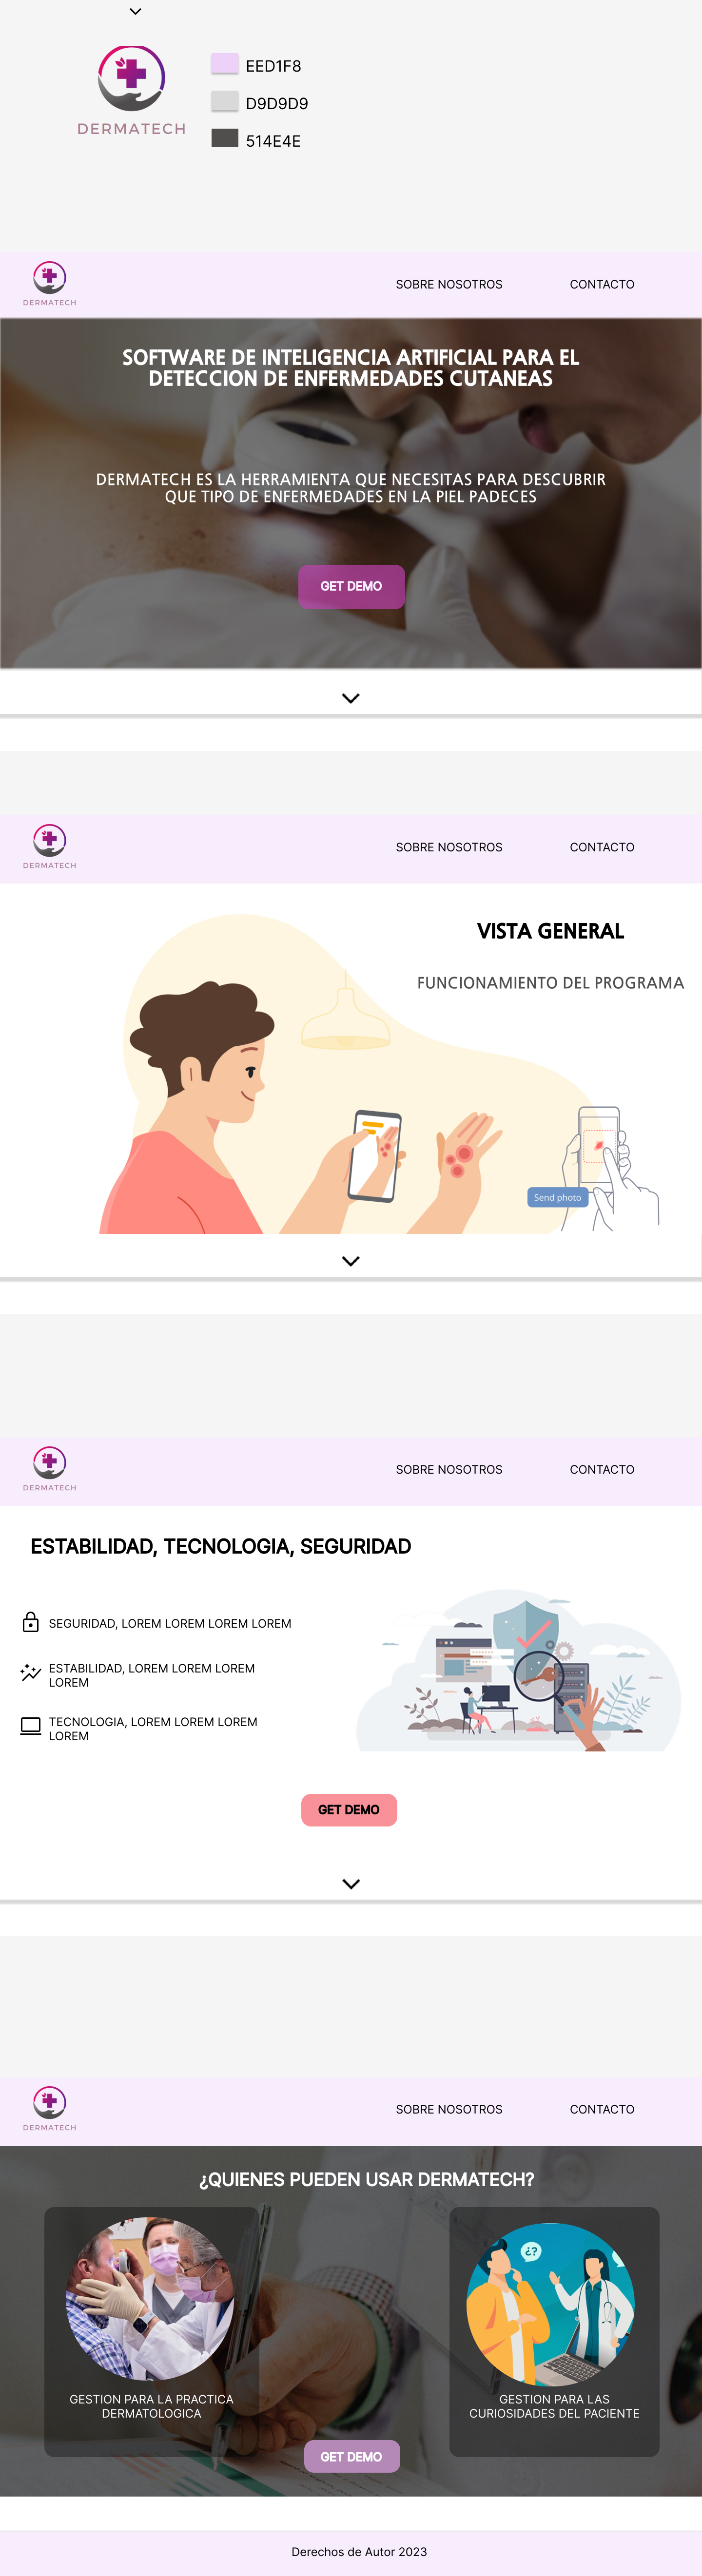 DERMATECH
EED1F8
D9D9D9
514E4E
DERMATECH
SOBRE NOSOTROS
CONTACTO
SOFTWARE DE INTELIGENCIA ARTIFICIAL PARA EL
DETECCION DE ENFERMEDADES CUTANEAS
DERMATECH ES LA HERRAMIENTA QUE NECESITAS PARA DESCUBRIR
QUE TIPO DE ENFERMEDADES EN LA PIEL PADECES
GET DEMO
DERMATECH
SOBRE NOSOTROS
CONTACTO
VISTA GENERAL
FUNCIONAMIENTO DEL PROGRAMA
Send photo
DERMATECH
SOBRE NOSOTROS
CONTACTO
ESTABILIDAD, TECNOLOGIA, SEGURIDAD
SEGURIDAD, LOREM LOREM LOREM LOREM
ESTABILIDAD, LOREM LOREM LOREM
LOREM
TECNOLOGIA, LOREM LOREM LOREM
LOREM
GET DEMO
DERMATECH
SOBRE NOSOTROS
CONTACTO
¿QUIENES PUEDEN USAR DERMATECH?
¿?
GESTION PARA LA PRACTICA
DERMATOLOGICA
GESTION PARA LAS
CURIOSIDADES DEL PACIENTE
GET DEMO
Derechos de Autor 2023